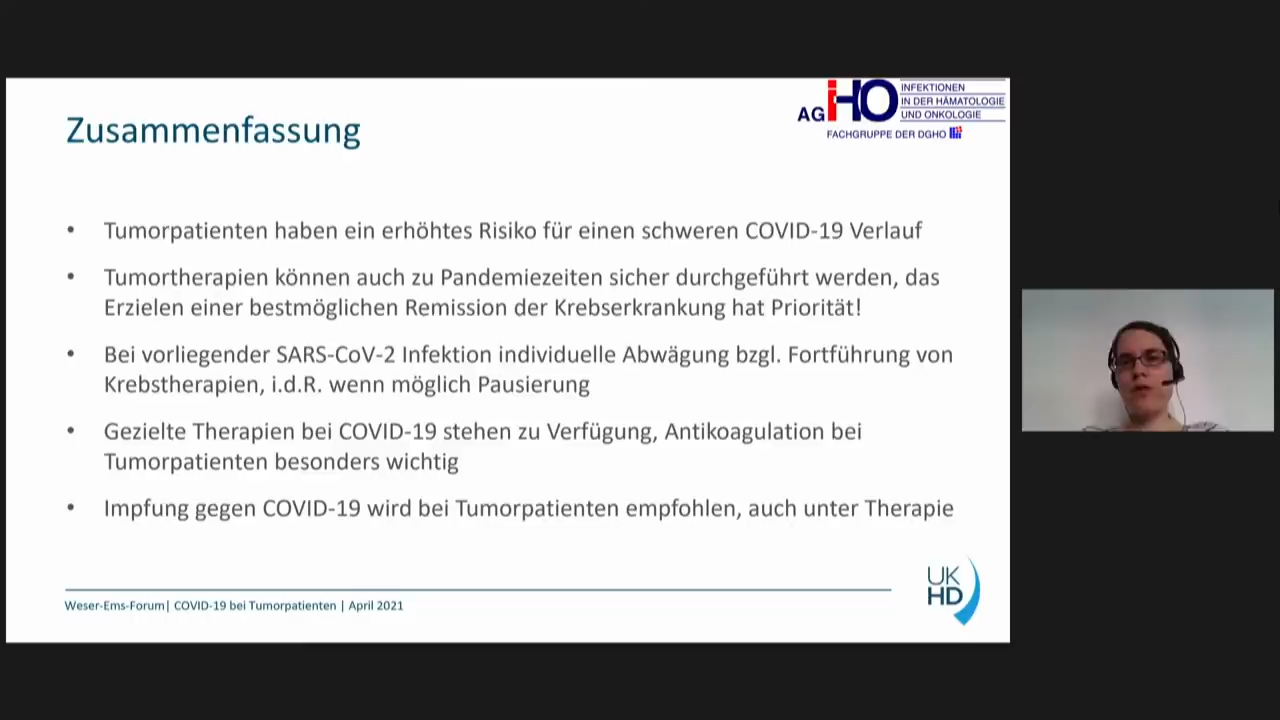 AGIHO
INFEKTIONEN
IN DER HÄMATOLOGIE
UND ONKOLOGIE
FACHGRUPPE DER DGHO
Zusammenfassung
• Tumorpatienten haben ein erhöhtes Risiko für einen schweren COVID-19 Verlauf
• Tumortherapien können auch zu Pandemiezeiten sicher durchgeführt werden, das
Erzielen einer bestmöglichen Remission der Krebserkrankung hat Priorität!
• Bei vorliegender SARS-CoV-2 Infektion individuelle Abwägung bzgl. Fortführung von
Krebstherapien, i.d.R. wenn möglich Pausierung
• Gezielte Therapien bei COVID-19 stehen zu Verfügung, Antikoagulation bei
Tumorpatienten besonders wichtig
• Impfung gegen COVID-19 wird bei Tumorpatienten empfohlen, auch unter Therapie
Weser-Ems-Forum| COVID-19 bei Tumorpatienten | April 2021
UK
HD